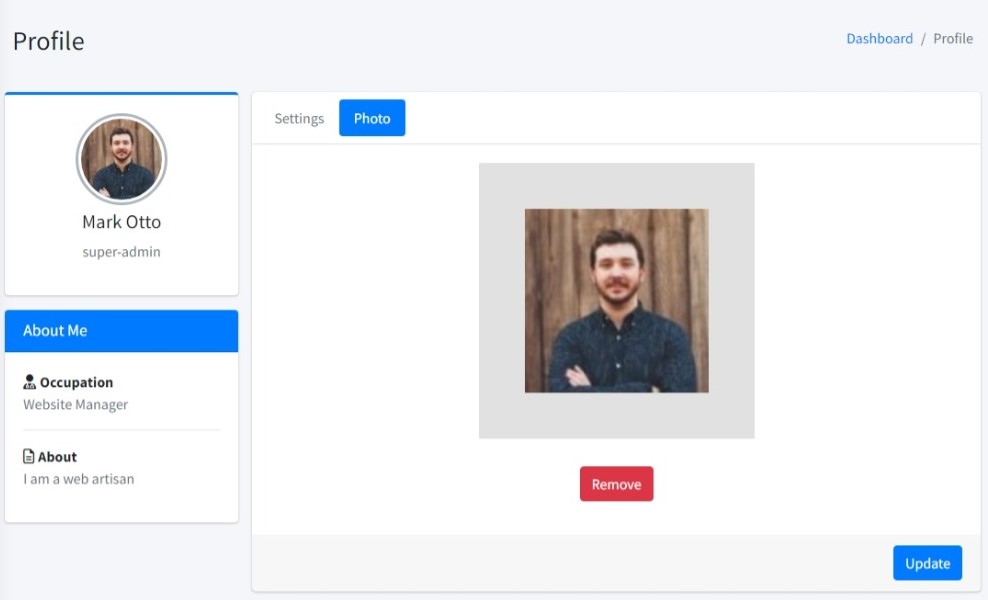 Profile
Dashboard / Profile
Mark Otto
super-admin
About Me
Occupation
Website Manager
About
I am a web artisan
Settings
Photo
Remove
Update